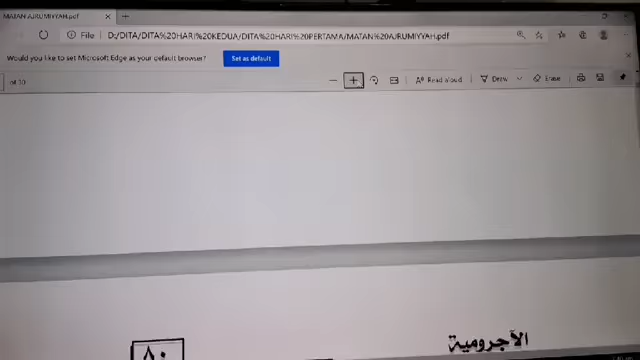 MATAN AJRUMIYYAH.pdf
File D:/DITA/DITA%20HARI%20KEDUA/DITA%20HARI%20PERTAMA/MATAN%20AJRUMIYYAH.pdf
Would you like to set Microsoft Edge as your default browser? Set as default
of 30 Read aloud Draw Erase
الآجرومية